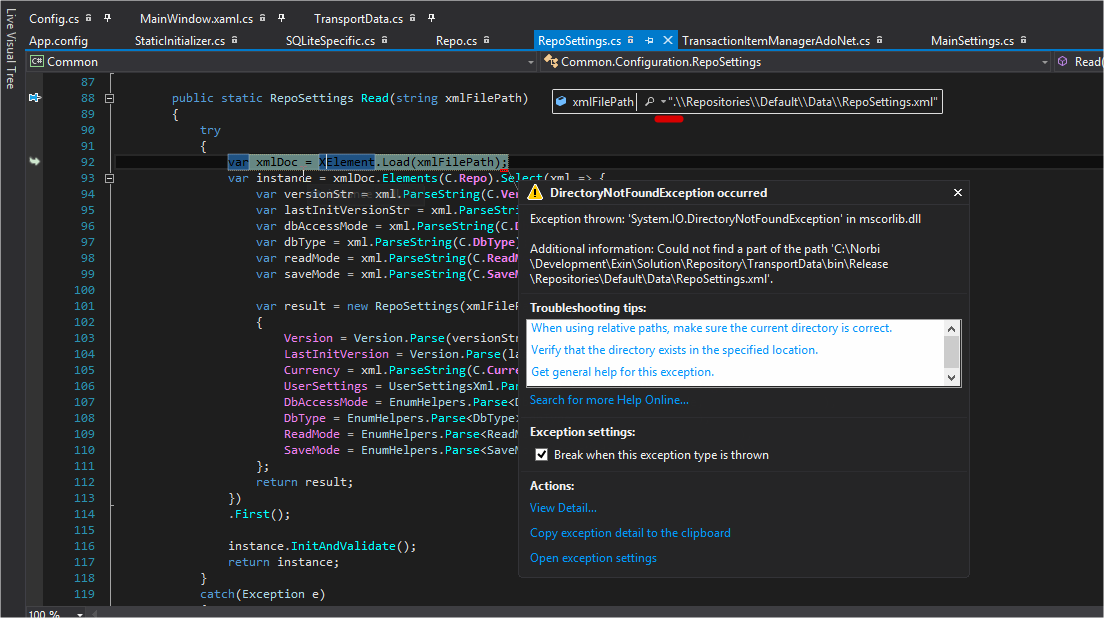 Live Visual Tree
Config.cs MainWindow.xaml.cs TransportData.cs
App.config StaticInitializer.cs SQLiteSpecific.cs Repo.cs RepoSettings.cs TransactionItemManagerAdoNet.cs MainSettings.cs
C# Common Common.Configuration.RepoSettings Read(
87
88 public static RepoSettings Read(string xmlFilePath) xmlFilePath ".\\Repositories\\Default\\Data\\RepoSettings.xml"
89 {
90 try
91 {
92 var xmlDoc = XElement.Load(xmlFilePath);
93 var instance = xmlDoc.Elements(C.Repo).Select(xml => {
94 var versionStr = xml.ParseString(C.Ver
95 var lastInitVersionStr = xml.ParseStri
96 var dbAccessMode = xml.ParseString(C.D
97 var dbType = xml.ParseString(C.DbType)
98 var readMode = xml.ParseString(C.ReadM
99 var saveMode = xml.ParseString(C.SaveM
100
101 var result = new RepoSettings(xmlFileP
102 {
103 Version = Version.Parse(versionStr
104 LastInitVersion = Version.Parse(la
105 Currency = xml.ParseString(C.Curre
106 UserSettings = UserSettingsXml.Par
107 DbAccessMode = EnumHelpers.Parse<D
108 DbType = EnumHelpers.Parse<DbType>
109 ReadMode = EnumHelpers.Parse<ReadM
110 SaveMode = EnumHelpers.Parse<SaveM
111 };
112 return result;
113 })
114 .First();
115
116 instance.InitAndValidate();
117 return instance;
118 }
119 catch(Exception e)
100 %
DirectoryNotFoundException occurred
Exception thrown: 'System.IO.DirectoryNotFoundException' in mscorlib.dll
Additional information: Could not find a part of the path 'C:\Norbi
\Development\Exin\Solution\Repository\TransportData\bin\Release
\Repositories\Default\Data\RepoSettings.xml'.
Troubleshooting tips:
When using relative paths, make sure the current directory is correct.
Verify that the directory exists in the specified location.
Get general help for this exception.
Search for more Help Online...
Exception settings:
Break when this exception type is thrown
Actions:
View Detail...
Copy exception detail to the clipboard
Open exception settings